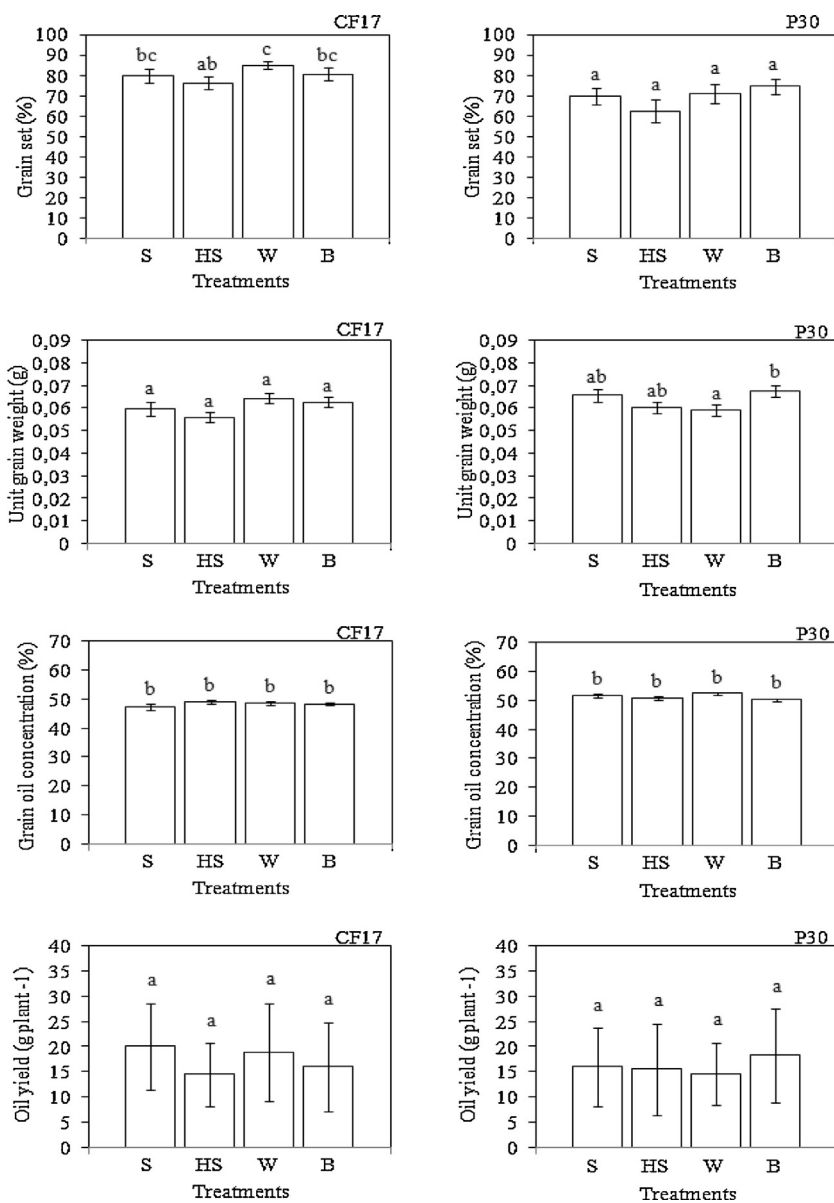 CF17
Grain set (%)
100
90
80
70
60
50
40
30
20
10
0
bc ab c bc
S HS W B
Treatments
P30
Grain set (%)
100
90
80
70
60
50
40
30
20
10
0
a a a a
S HS W B
Treatments
CF17
Unit grain weight (g)
0,09
0,08
0,07
0,06
0,05
0,04
0,03
0,02
0,01
0
a a a a
S HS W B
Treatments
P30
Unit grain weight (g)
0,09
0,08
0,07
0,06
0,05
0,04
0,03
0,02
0,01
0
ab ab a b
S HS W B
Treatments
CF17
Grain oil concentration (%)
70
60
50
40
30
20
10
0
b b b b
S HS W B
Treatments
P30
Grain oil concentration (%)
70
60
50
40
30
20
10
0
b b b b
S HS W B
Treatments
CF17
Oil yield (gplant -1)
40
35
30
25
20
15
10
5
0
a a a a
S HS W B
Treatments
P30
Oil yield (gplant -1)
40
35
30
25
20
15
10
5
0
a a a a
S HS W B
Treatments